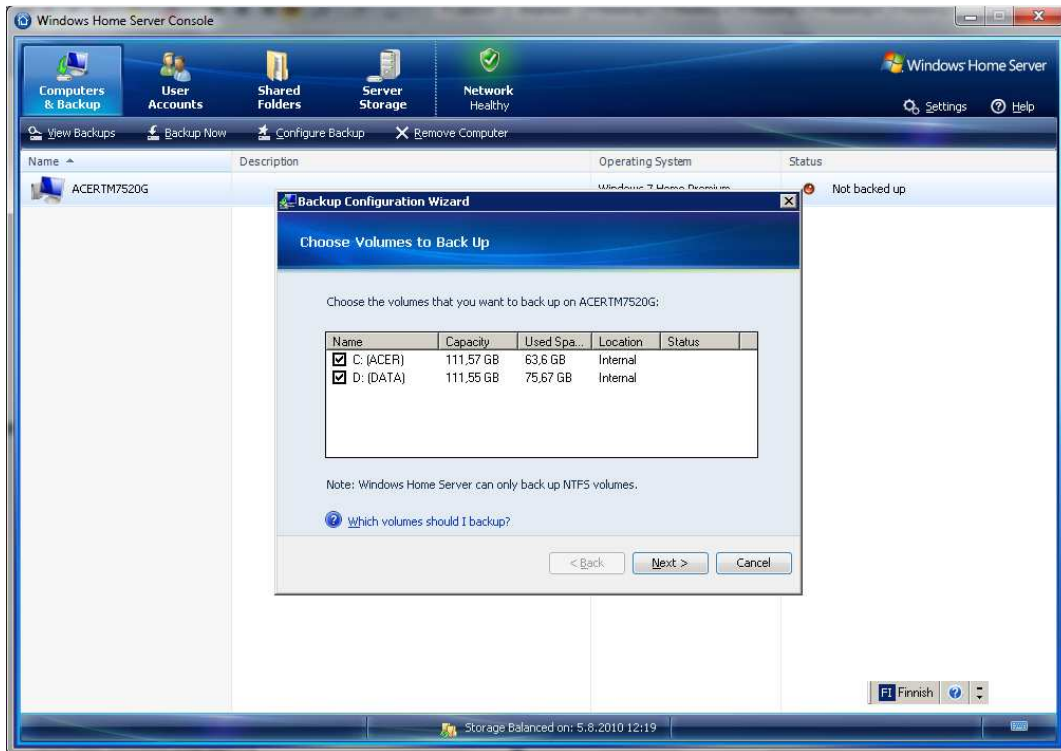 Windows Home Server Console
Computers & Backup
User Accounts
Shared Folders
Server Storage
Network Healthy
Windows Home Server
Settings
Help
View Backups
Backup Now
Configure Backup
Remove Computer
Name
Description
Operating System
Status
ACERTM7520G
Windows 7 Home Premium
Not backed up
Backup Configuration Wizard
Choose Volumes to Back Up
Choose the volumes that you want to back up on ACERTM7520G:
Name Capacity Used Spa... Location Status
C: (ACER) 111,57 GB 63,6 GB Internal
D: (DATA) 111,55 GB 75,67 GB Internal
Note: Windows Home Server can only back up NTFS volumes.
Which volumes should I backup?
< Back
Next >
Cancel
FI Finnish
Storage Balanced on: 5.8.2010 12:19